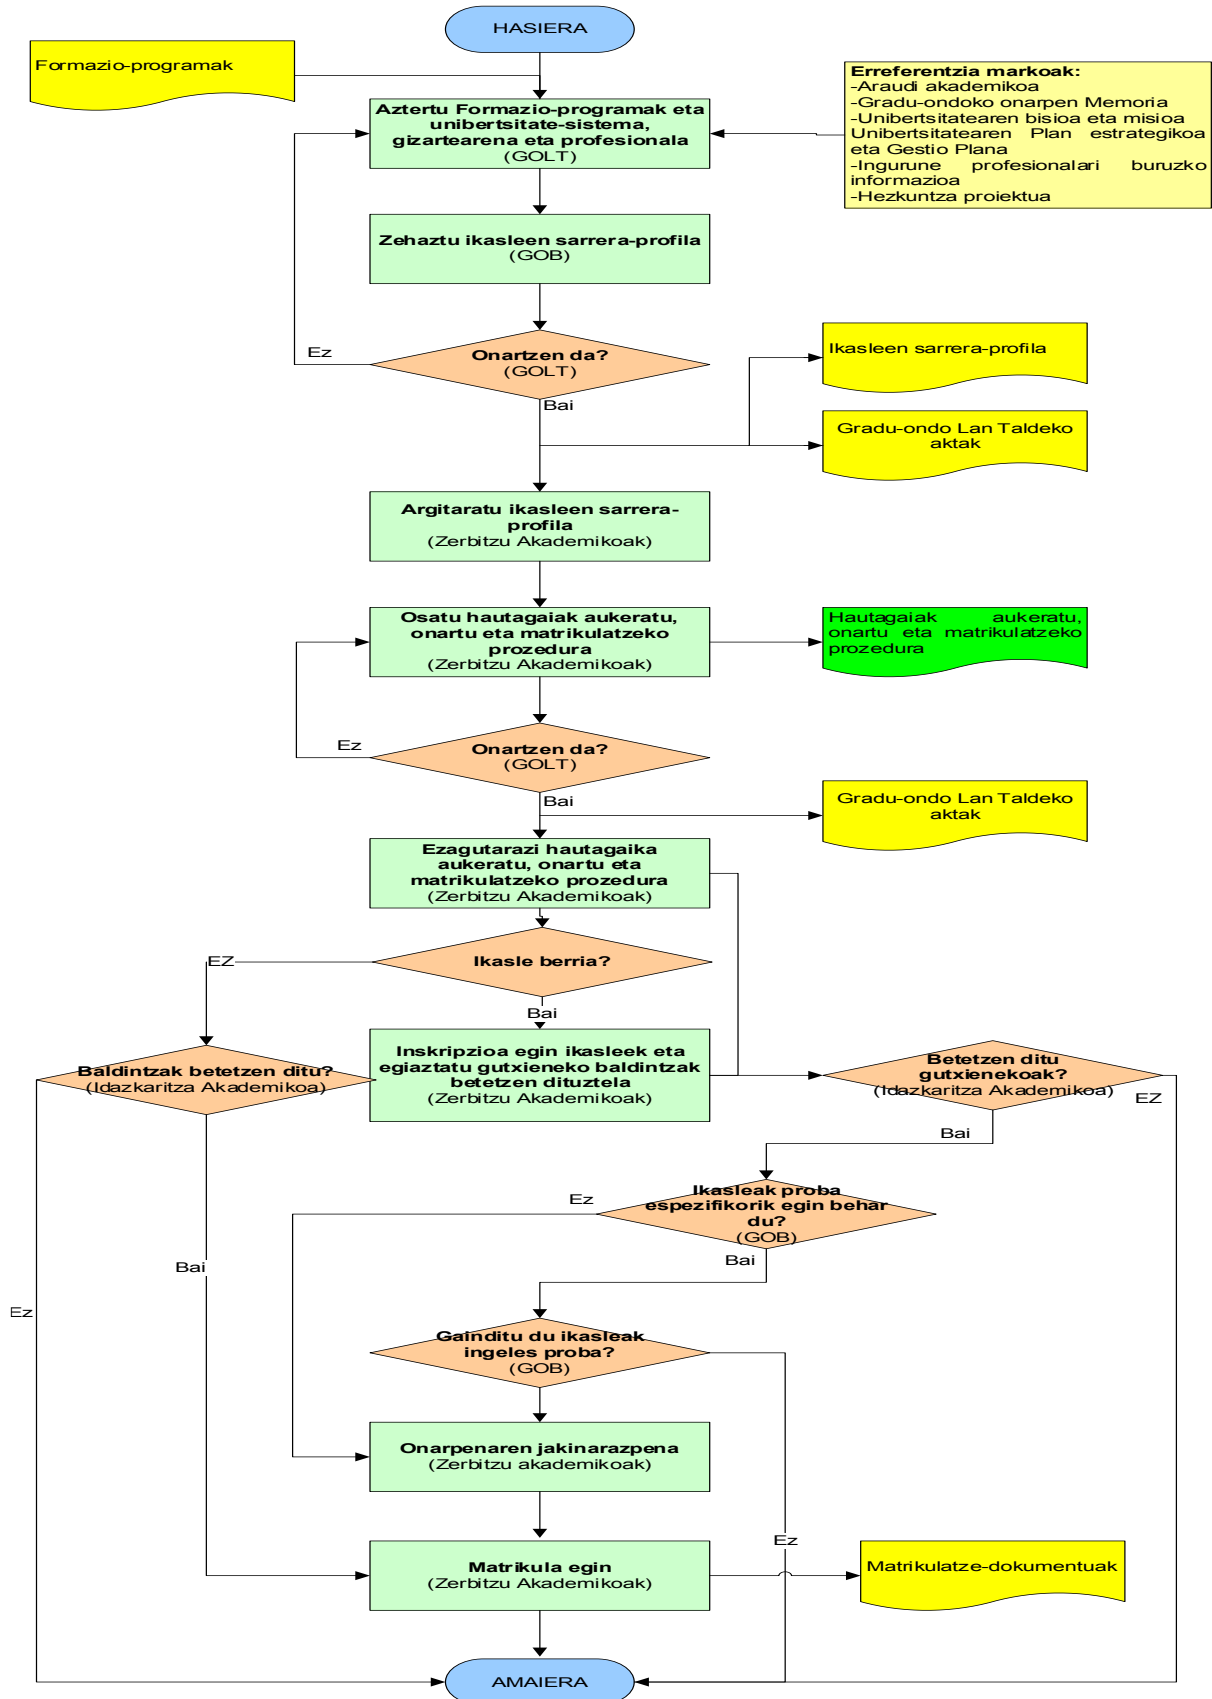 HASIERA
Formazio-programak
Erreferentzia markoak:
-Araudi akademikoa
-Gradu-ondoko onarpen Memoria
-Unibertsitatearen bisioa eta misioa
Unibertsitatearen Plan estrategikoa
eta Gestio Plana
-Ingurune profesionalari buruzko
informazioa
-Hezkuntza proiektua
Aztertu Formazio-programak eta
unibertsitate-sistema,
gizartearena eta profesionala
(GOLT)
Zehaztu ikasleen sarrera-profila
(GOB)
Onartzen da?
(GOLT)
Ez
Bai
Ikasleen sarrera-profila
Gradu-ondo Lan Taldeko
aktak
Argitaratu ikasleen sarrera-
profila
(Zerbitzu Akademikoak)
Osatu hautagaiak aukeratu,
onartu eta matrikulatzeko
prozedura
(Zerbitzu Akademikoak)
Hautagaiak aukeratu,
onartu eta matrikulatzeko
prozedura
Onartzen da?
(GOLT)
Ez
Bai
Gradu-ondo Lan Taldeko
aktak
Ezagutarazi hautagaika
aukeratu, onartu eta
matrikulatzeko prozedura
(Zerbitzu Akademikoak)
Ikasle berria?
EZ
Bai
Baldintzak betetzen ditu?
(Idazkaritza Akademikoa)
Inskripzioa egin ikasleek eta
egiaztatu gutxieneko baldintzak
betetzen dituztela
(Zerbitzu Akademikoak)
Betetzen ditu
gutxienekoak?
(Idazkaritza Akademikoa)
EZ
Bai
Ikasleak proba
espezifikorik egin behar
du?
(GOB)
Ez
Bai
Bai
Ez
Gainditu du ikasleak
ingeles proba?
(GOB)
Onarpenaren jakinarazpena
(Zerbitzu akademikoak)
Ez
Matrikula egin
(Zerbitzu Akademikoak)
Matrikulatze-dokumentuak
AMAIERA